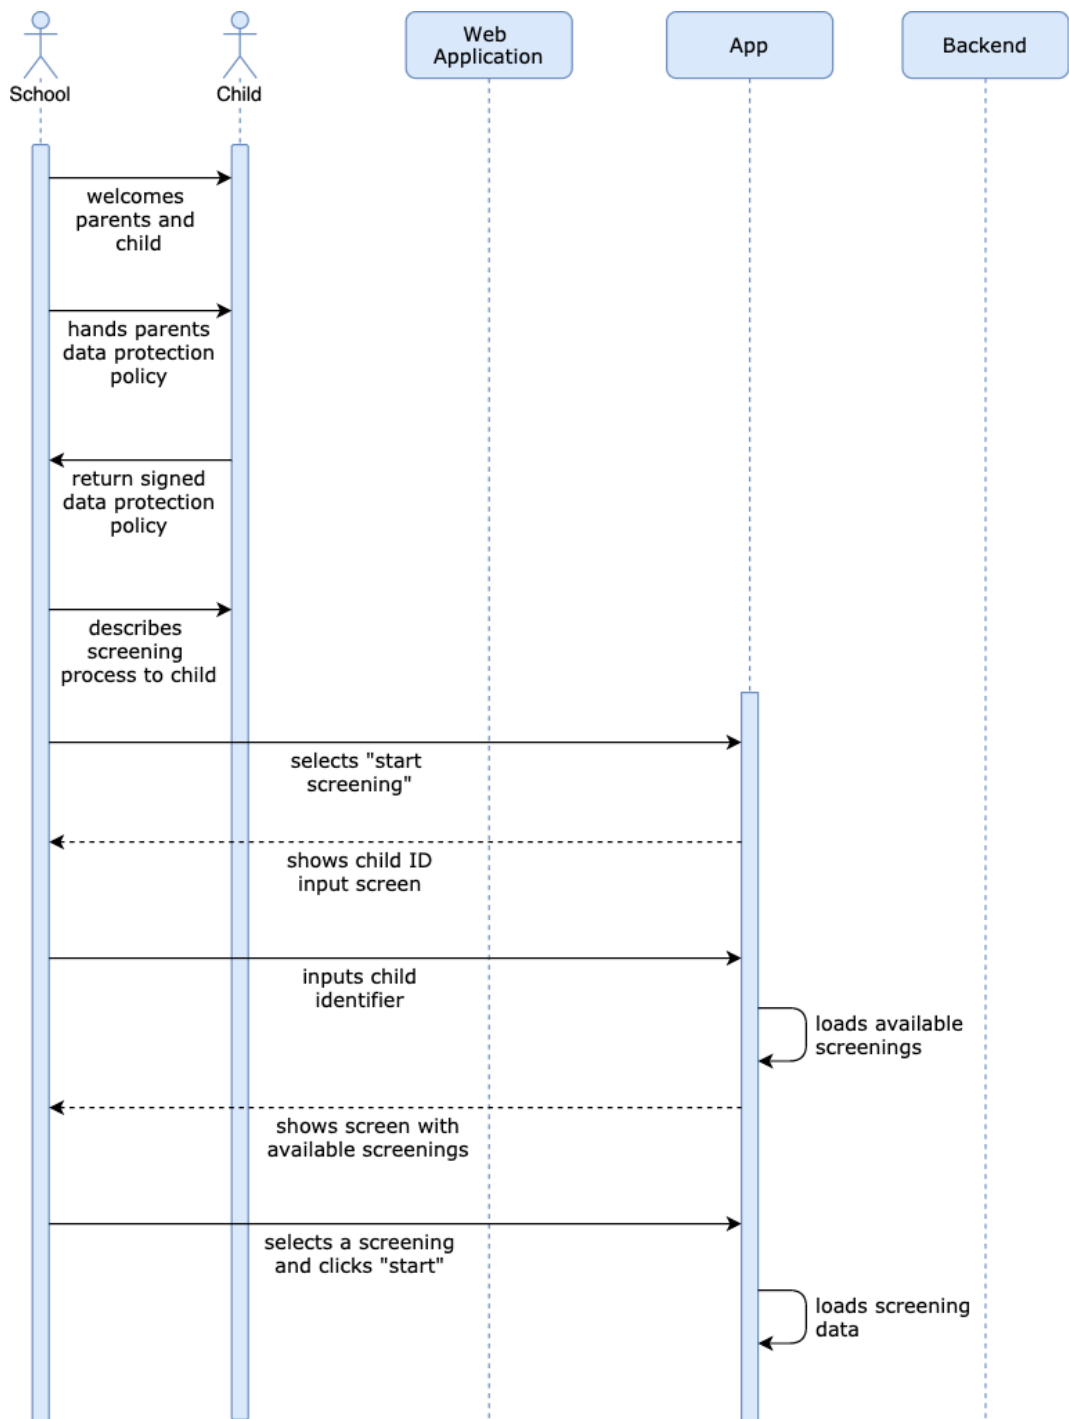 School
Child
Web
Application
App
Backend
welcomes
parents and
child
hands parents
data protection
policy
return signed
data protection
policy
describes
screening
process to child
selects "start
screening"
shows child ID
input screen
inputs child
identifier
loads available
screenings
shows screen with
available screenings
selects a screening
and clicks "start"
loads screening
data